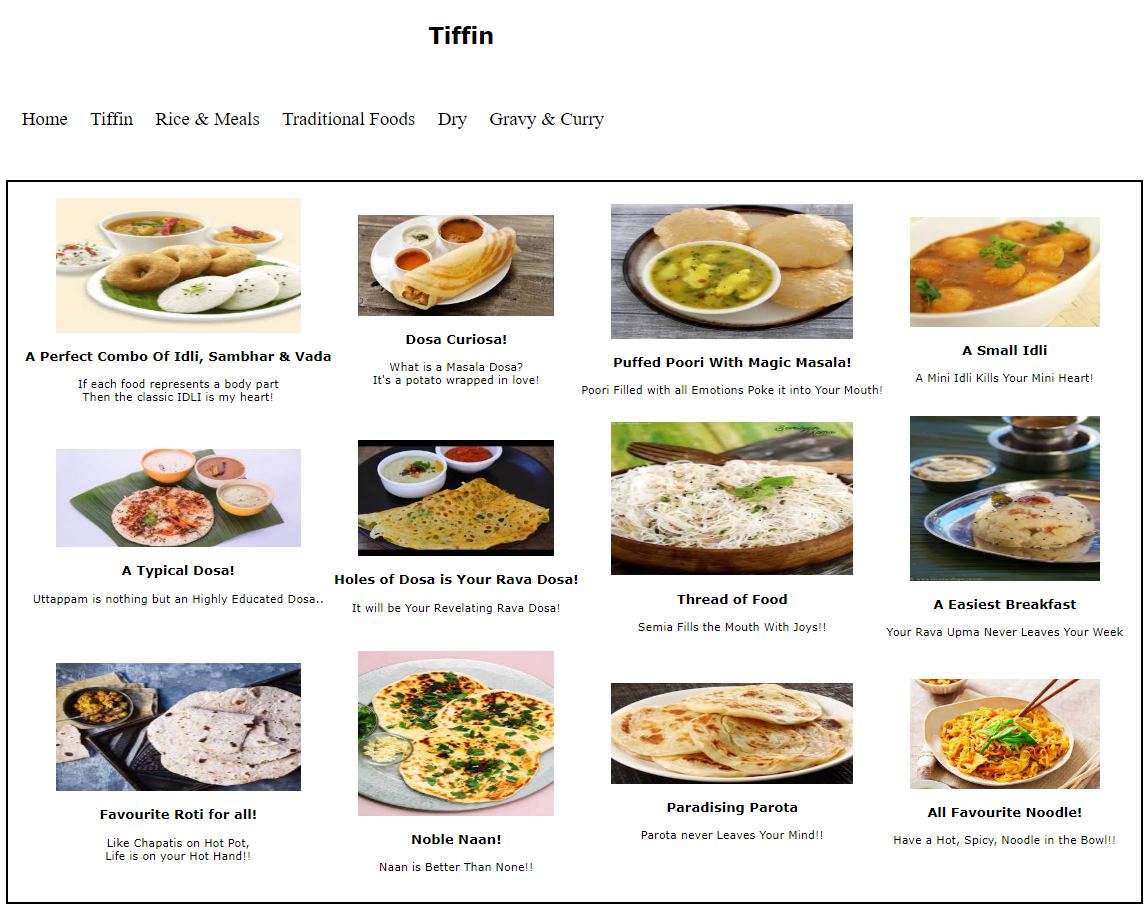 Tiffin
Home Tiffin Rice & Meals Traditional Foods Dry Gravy & Curry
A Perfect Combo Of Idli, Sambhar & Vada
If each food represents a body part
Then the classic IDLI is my heart!
Dosa Curiosa!
What is a Masala Dosa?
It's a potato wrapped in love!
Puffed Poori With Magic Masala!
Poori Filled with all Emotions Poke it into Your Mouth!
A Small Idli
A Mini Idli Kills Your Mini Heart!
A Typical Dosa!
Uttappam is nothing but an Highly Educated Dosa..
Holes of Dosa is Your Rava Dosa!
It will be Your Revelating Rava Dosa!
Thread of Food
Semia Fills the Mouth With Joys!!
A Easiest Breakfast
Your Rava Upma Never Leaves Your Week
Favourite Roti for all!
Like Chapatis on Hot Pot,
Life is on your Hot Hand!!
Noble Naan!
Naan is Better Than None!!
Paradising Parota
Parota never Leaves Your Mind!!
All Favourite Noodle!
Have a Hot, Spicy, Noodle in the Bowl!!